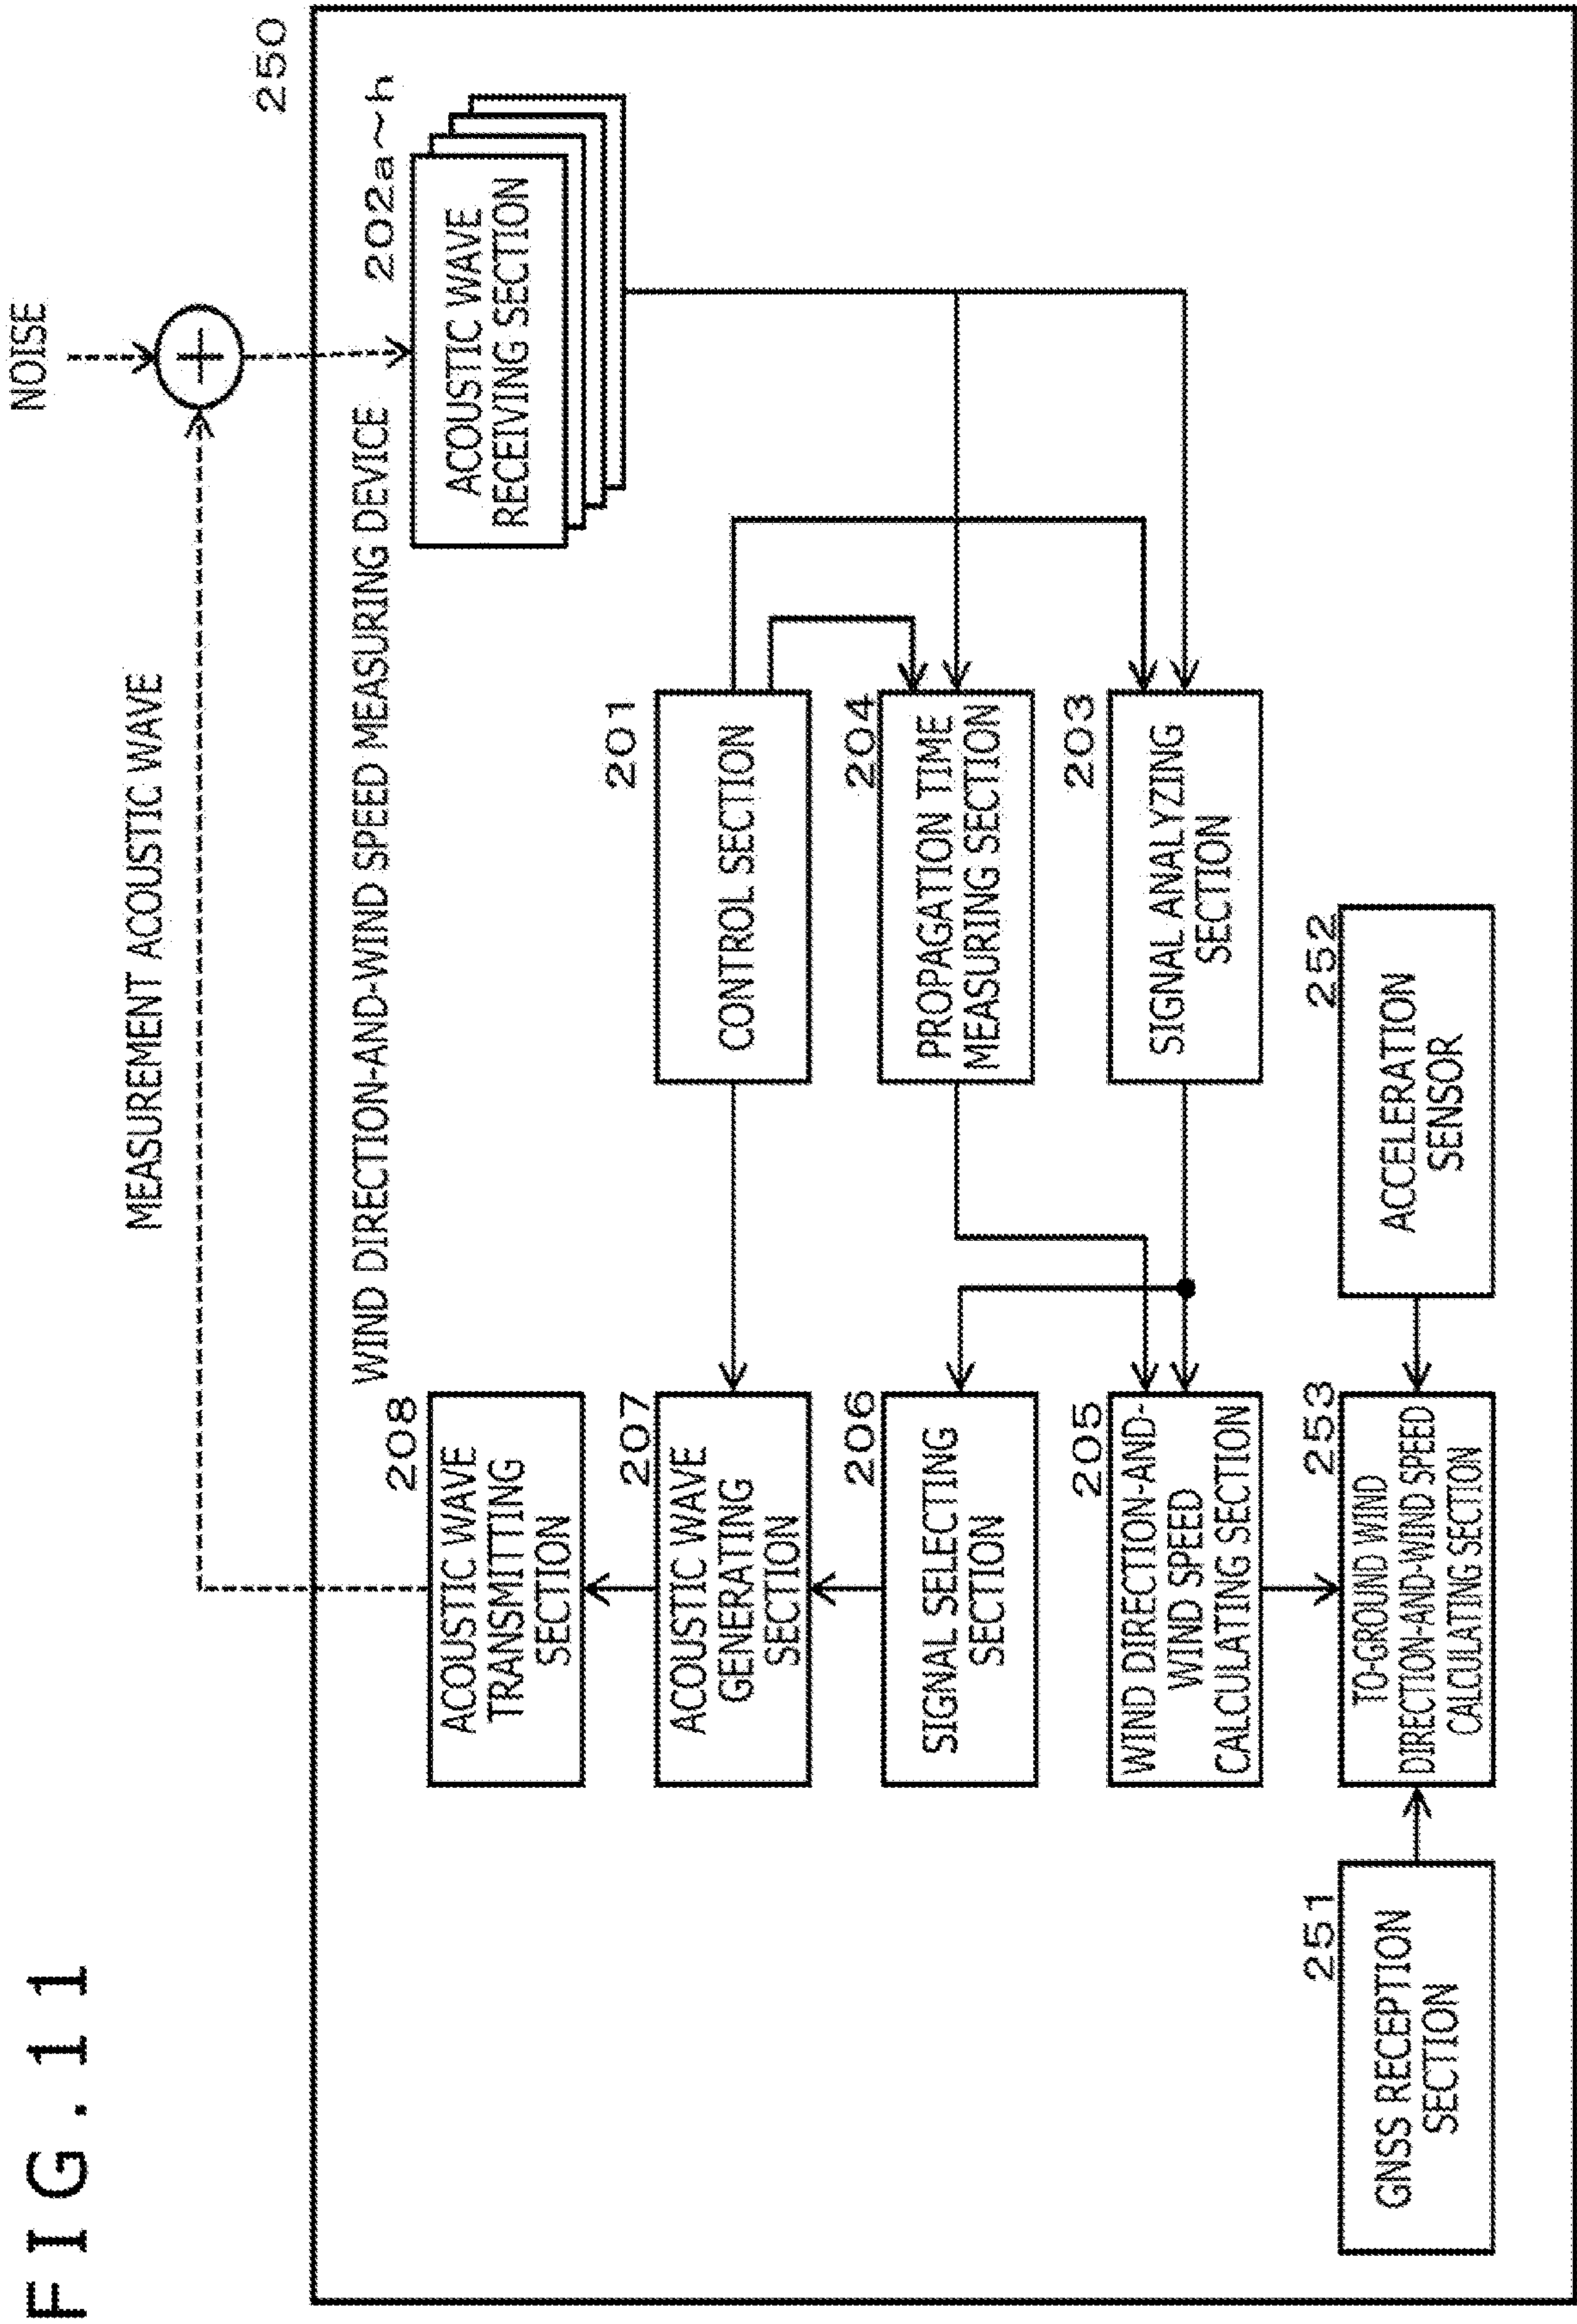 FIG.11
NOISE
MEASUREMENT ACOUSTIC WAVE
250
WIND DIRECTION-AND-WIND SPEED MEASURING DEVICE
202a~h
ACOUSTIC WAVE
RECEIVING SECTION
208
ACOUSTIC WAVE
TRANSMITTING
SECTION
207
ACOUSTIC WAVE
GENERATING
SECTION
201
CONTROL SECTION
206
SIGNAL SELECTING
SECTION
204
PROPAGATION TIME
MEASURING SECTION
205
WIND DIRECTION-AND-
WIND SPEED
CALCULATING SECTION
203
SIGNAL ANALYZING
SECTION
251
GNSS RECEPTION
SECTION
253
TO-GROUND WIND
DIRECTION-AND-WIND SPEED
CALCULATING SECTION
252
ACCELERATION
SENSOR